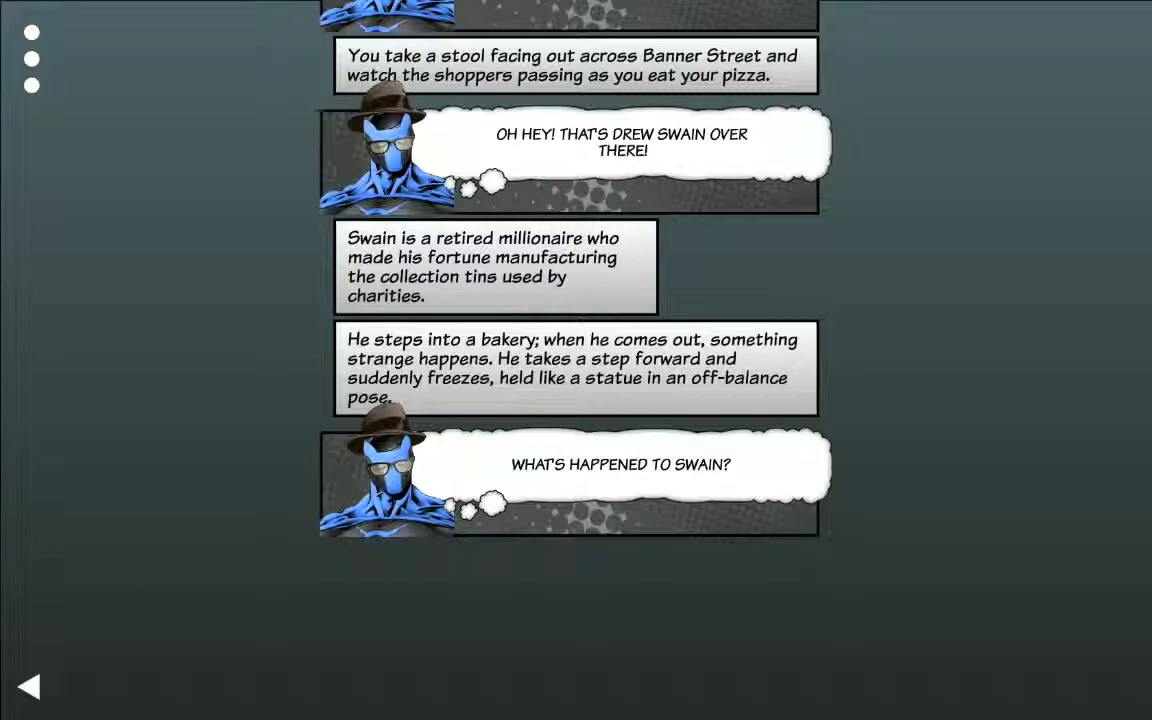 You take a stool facing out across Banner Street and
watch the shoppers passing as you eat your pizza.
OH HEY! THAT'S DREW SWAIN OVER
THERE!
Swain is a retired millionaire who
made his fortune manufacturing
the collection tins used by
charities.
He steps into a bakery; when he comes out, something
strange happens. He takes a step forward and
suddenly freezes, held like a statue in an off-balance
pose.
WHAT'S HAPPENED TO SWAIN?